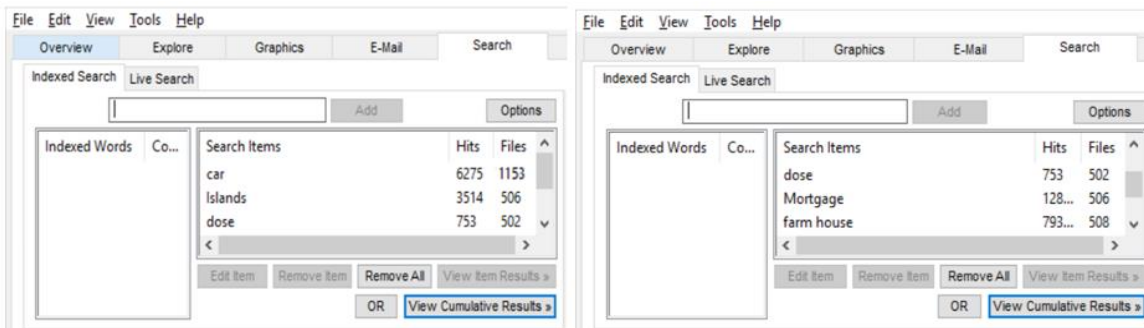 File Edit View Tools Help
Overview Explore Graphics E-Mail Search
Indexed Search Live Search
Add Options
Indexed Words Co... Search Items Hits Files
car 6275 1153
Islands 3514 506
dose 753 502
Edit Item Remove Item Remove All View Item Results »
OR View Cumulative Results »
File Edit View Tools Help
Overview Explore Graphics E-Mail Search
Indexed Search Live Search
Add Options
Indexed Words Co... Search Items Hits Files
dose 753 502
Mortgage 128... 506
farm house 793... 508
Edit Item Remove Item Remove All View Item Results »
OR View Cumulative Results »